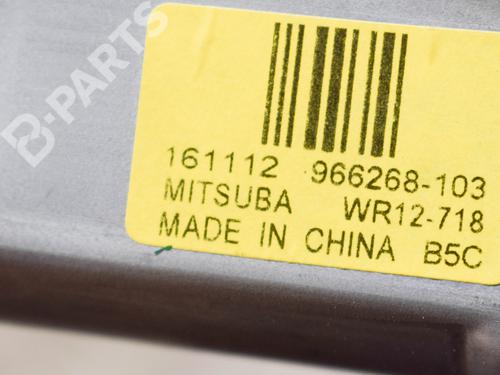 B-PARTS
161112 966268-103
MITSUBA WR12-718
MADE IN CHINA B5C